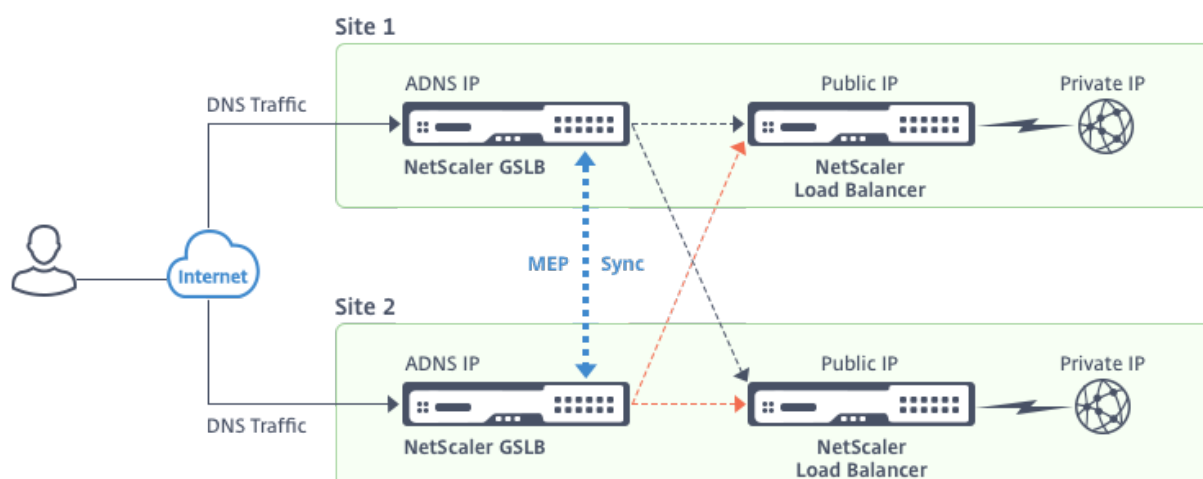 Site 1
ADNS IP
Public IP
Private IP
DNS Traffic
NetScaler GSLB
NetScaler
Load Balancer
Internet
MEP Sync
Site 2
ADNS IP
Public IP
Private IP
DNS Traffic
NetScaler GSLB
NetScaler
Load Balancer